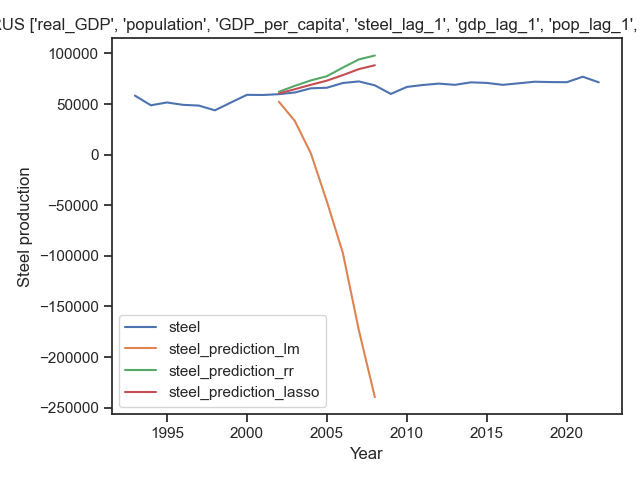 RUS ['real_GDP', 'population', 'GDP_per_capita', 'steel_lag_1', 'gdp_lag_1', 'pop_lag_1',
100000
50000
0
−50000
−100000
−150000
−200000
−250000
Steel production
steel
steel_prediction_lm
steel_prediction_rr
steel_prediction_lasso
1995 2000 2005 2010 2015 2020
Year